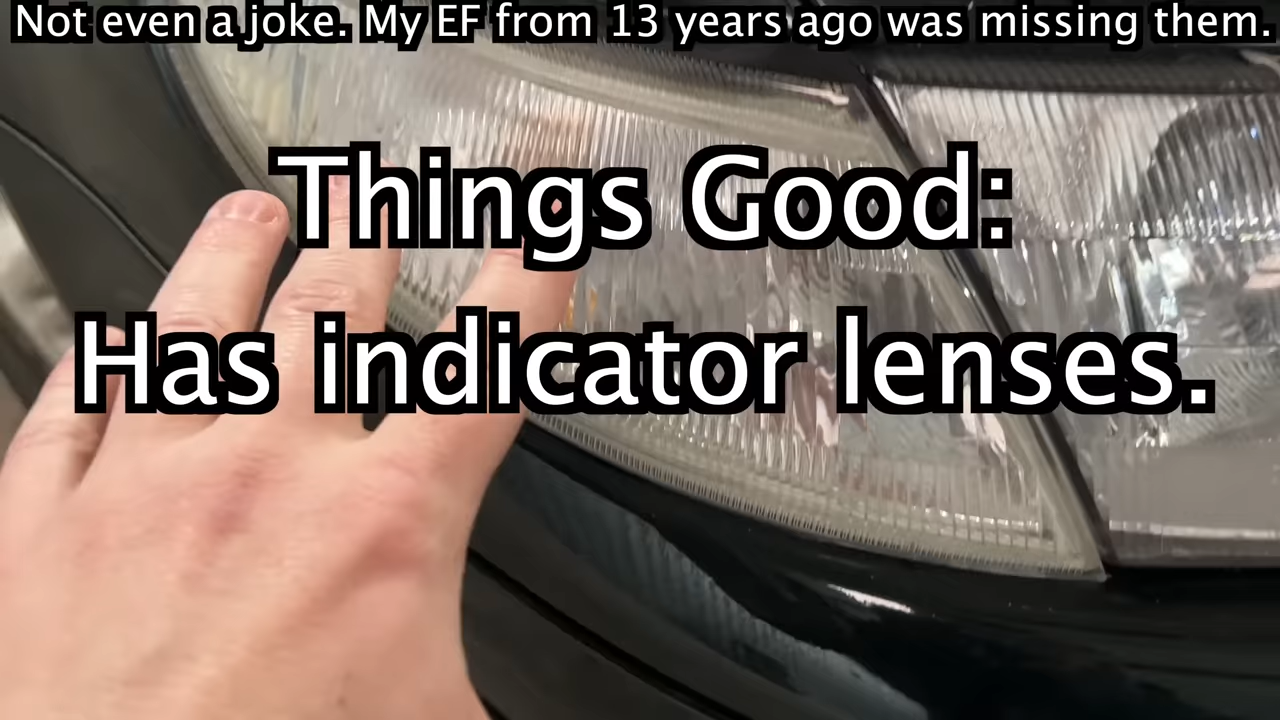 Not even a joke. My EF from 13 years ago was missing them.
Things Good:
Has indicator lenses.